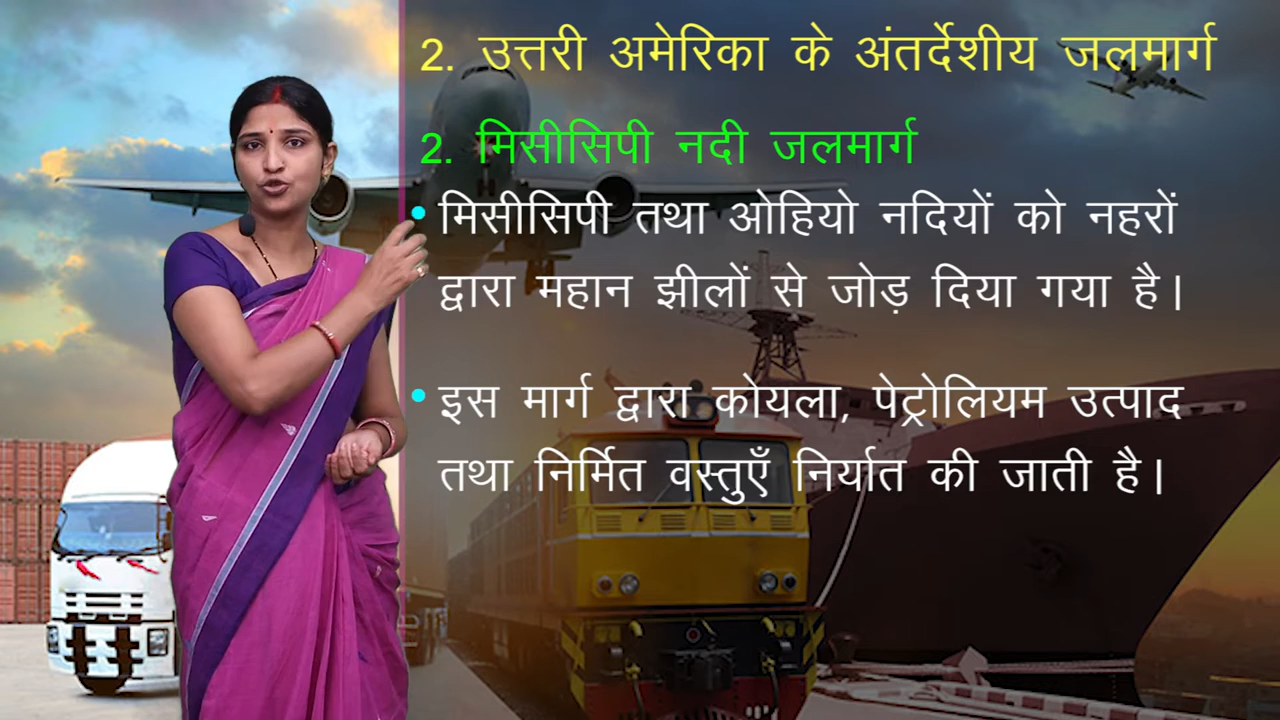 2. उत्तरी अमेरिका के अंतर्देशीय जलमार्ग
2. मिसीसिपी नदी जलमार्ग
• मिसीसिपी तथा ओहियो नदियों को नहरों
द्वारा महान झीलों से जोड़ दिया गया है।
• इस मार्ग द्वारा कोयला, पेट्रोलियम उत्पाद
तथा निर्मित वस्तुएँ निर्यात की जाती है।